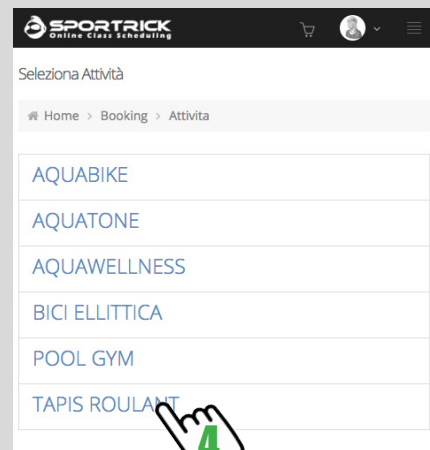 SPORTRICK
Online Class Scheduling
Seleziona Attività
Home > Booking > Attivita
AQUABIKE
AQUATONE
AQUAWELLNESS
BICI ELLITTICA
POOL GYM
TAPIS ROULANT
4